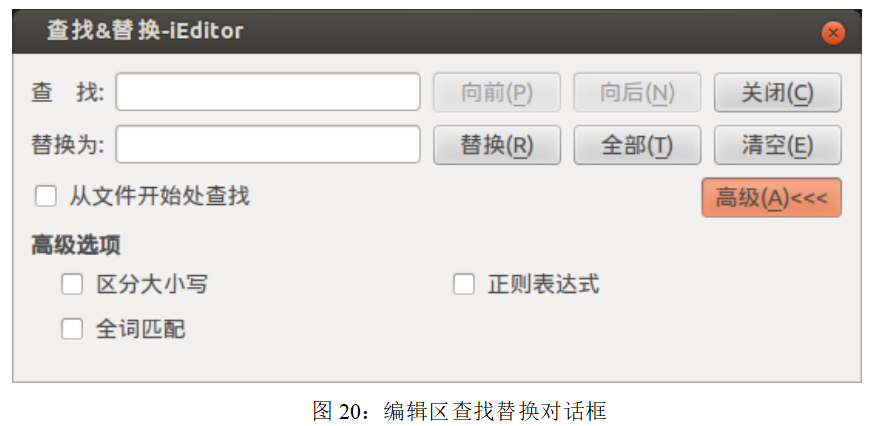 查找&替换-iEditor
查 找: 向前(P) 向后(N) 关闭(C)
替换为: 替换(R) 全部(T) 清空(E)
从文件开始处查找 高级(A)<<<
高级选项
区分大小写 正则表达式
全词匹配
图 20：编辑区查找替换对话框